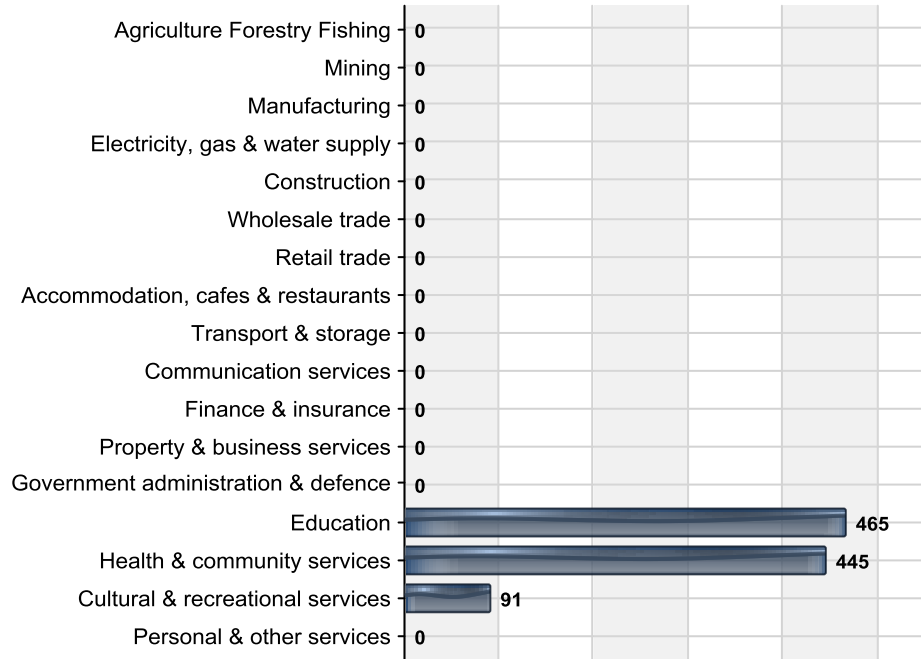 Agriculture Forestry Fishing 0
Mining 0
Manufacturing 0
Electricity, gas & water supply 0
Construction 0
Wholesale trade 0
Retail trade 0
Accommodation, cafes & restaurants 0
Transport & storage 0
Communication services 0
Finance & insurance 0
Property & business services 0
Government administration & defence 0
Education 465
Health & community services 445
Cultural & recreational services 91
Personal & other services 0